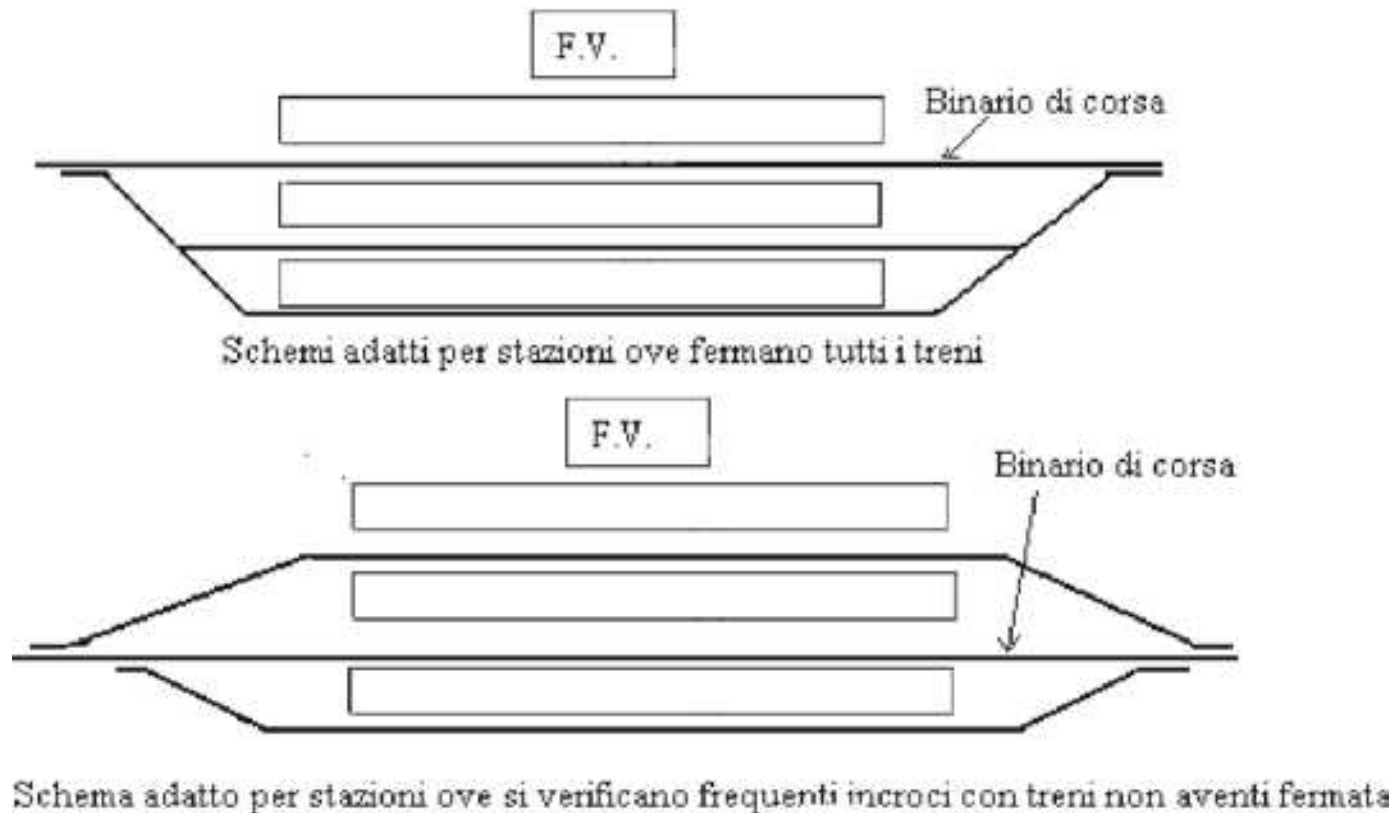 F.V.
Binario di corsa
Schemi adatti per stazioni ove fermano tutti i treni
F.V.
Binario di corsa
Schema adatto per stazioni ove si verificano frequenti incroci con treni non aventi fermata